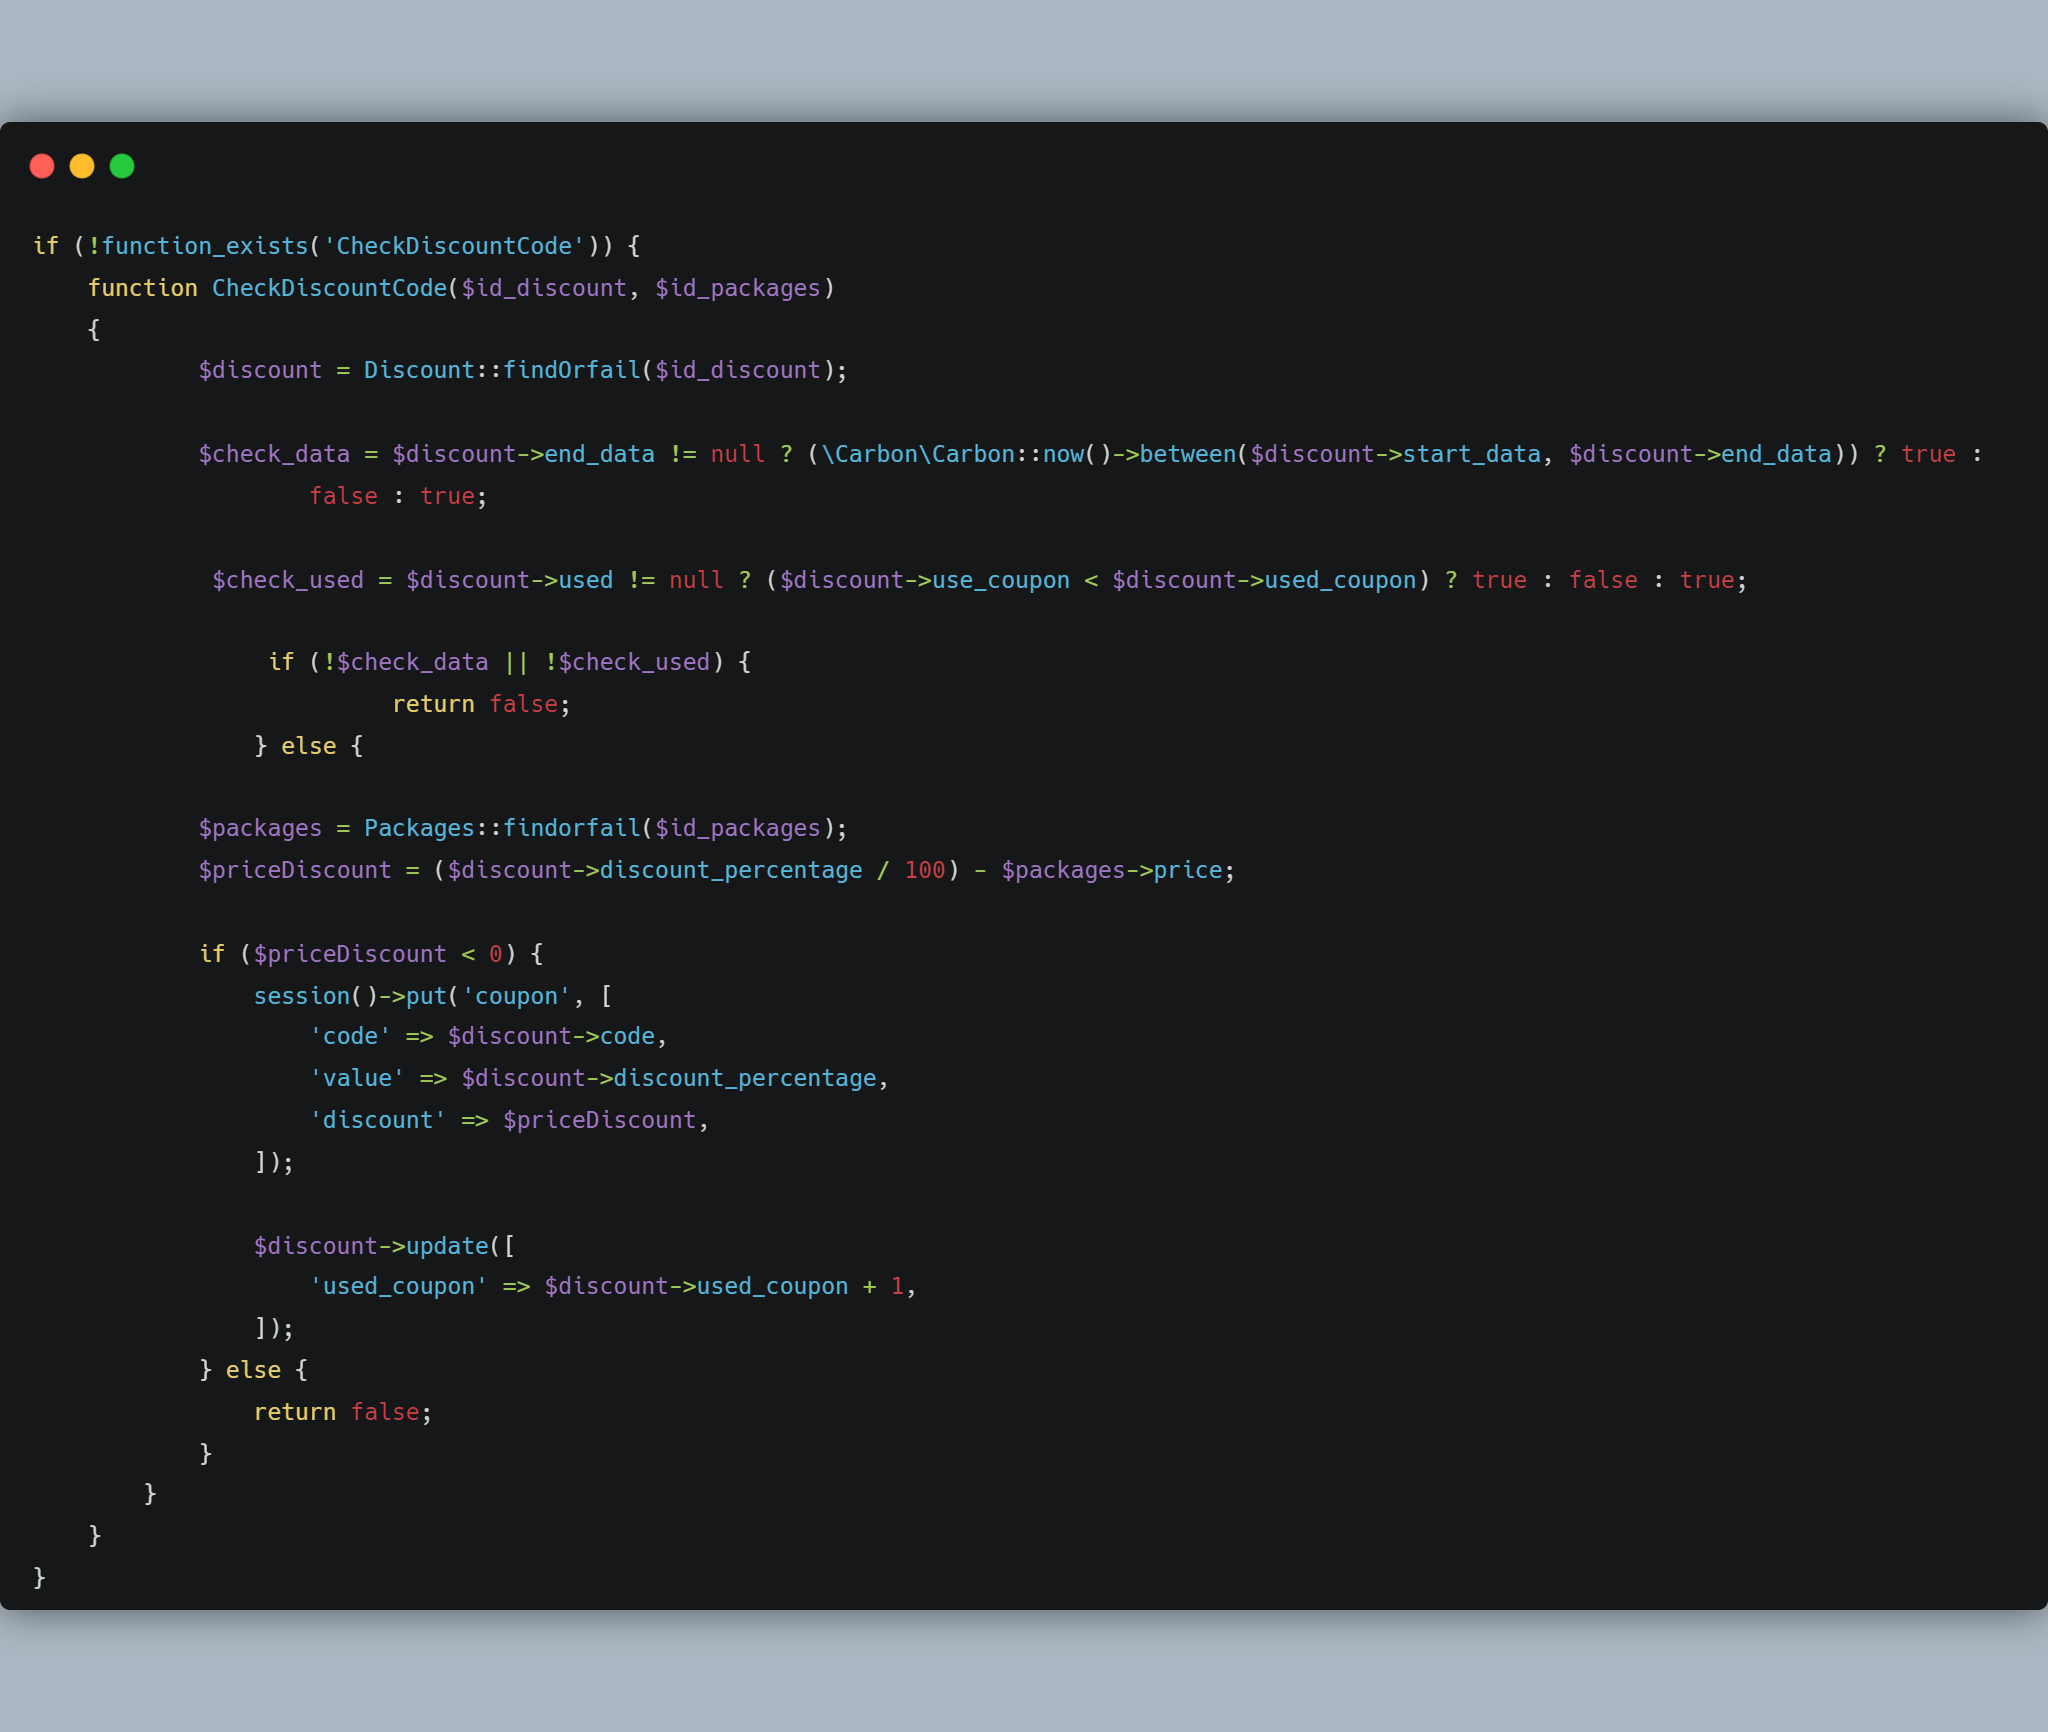 if (!function_exists('CheckDiscountCode')) {
    function CheckDiscountCode($id_discount, $id_packages)
    {
            $discount = Discount::findOrfail($id_discount);

            $check_data = $discount->end_data != null ? (\Carbon\Carbon::now()->between($discount->start_data, $discount->end_data)) ? true :
                    false : true;

             $check_used = $discount->used != null ? ($discount->use_coupon < $discount->used_coupon) ? true : false : true;

                 if (!$check_data || !$check_used) {
                          return false;
                } else {

            $packages = Packages::findorfail($id_packages);
            $priceDiscount = ($discount->discount_percentage / 100) - $packages->price;

            if ($priceDiscount < 0) {
                session()->put('coupon', [
                    'code' => $discount->code,
                    'value' => $discount->discount_percentage,
                    'discount' => $priceDiscount,
                ]);

                $discount->update([
                    'used_coupon' => $discount->used_coupon + 1,
                ]);
            } else {
                return false;
            }
        }
    }
}